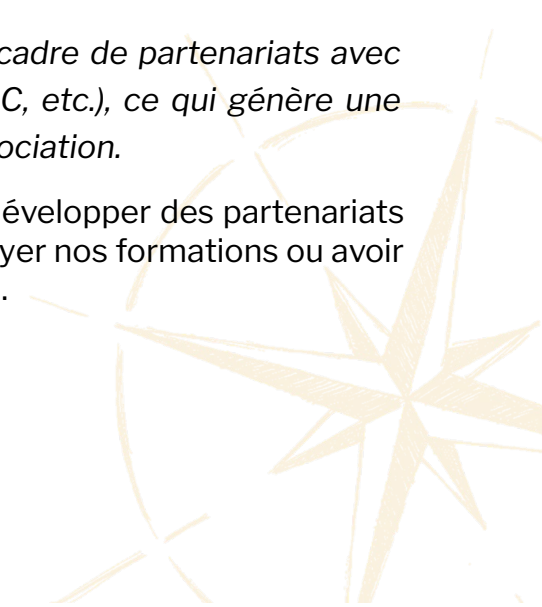 cadre de partenariats avec
C, etc.), ce qui génère une
ociation.
évelopper des partenariats
yer nos formations ou avoir
.